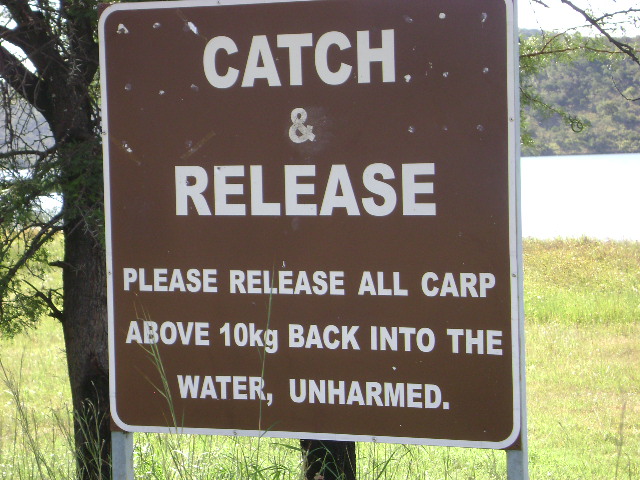 CATCH
&
RELEASE
PLEASE RELEASE ALL CARP
ABOVE 10kg BACK INTO THE
WATER, UNHARMED.